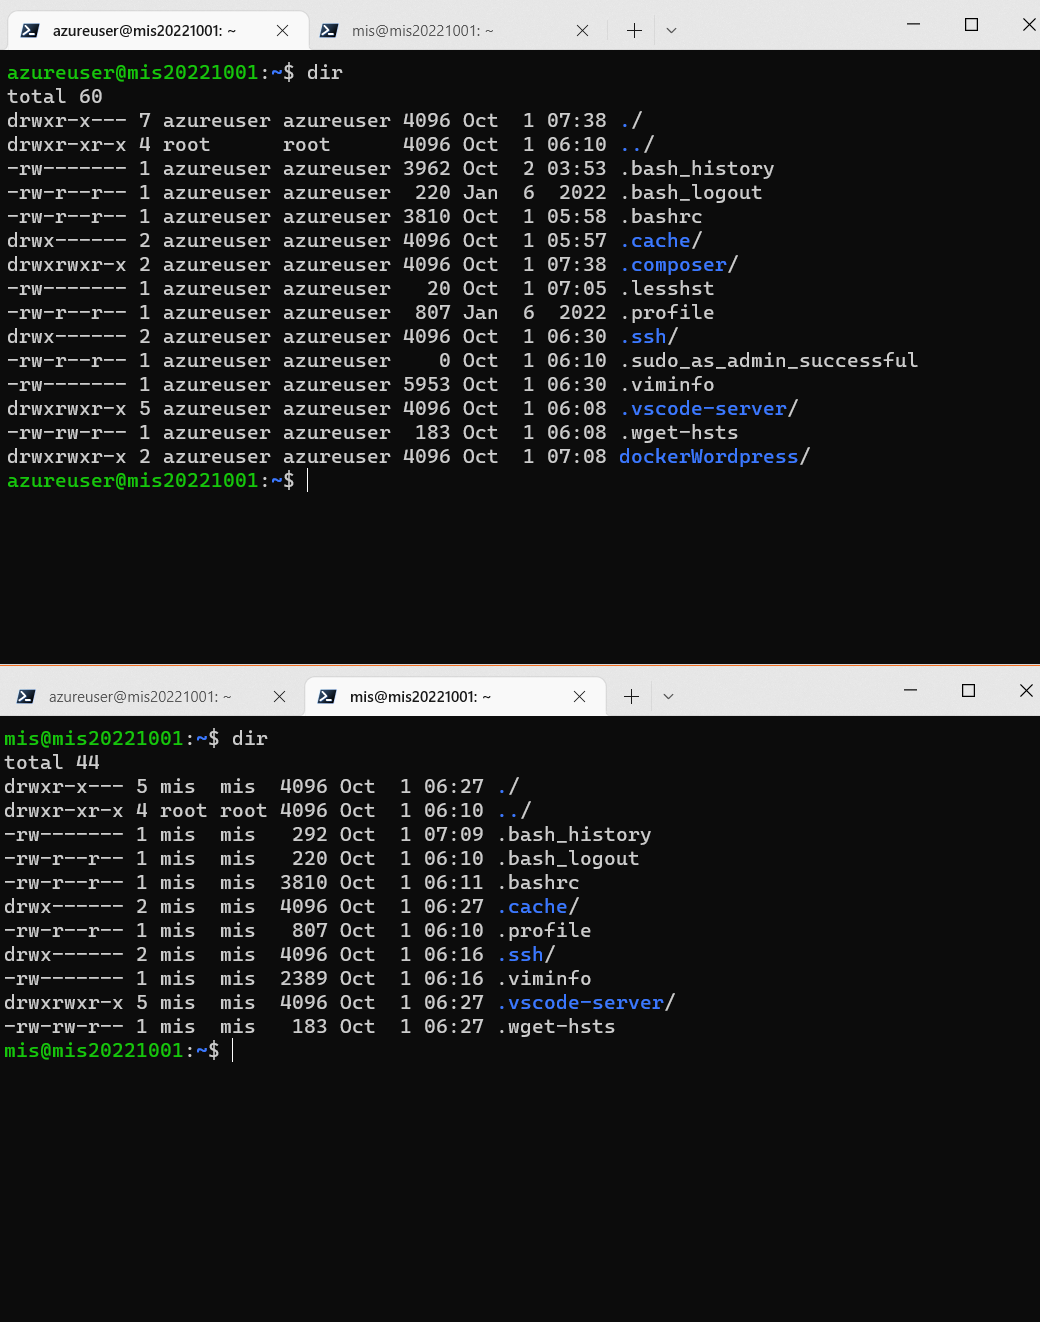 azureuser@mis20221001: ~
mis@mis20221001: ~
azureuser@mis20221001:~$ dir
total 60
drwxr-x--- 7 azureuser azureuser 4096 Oct  1 07:38 ./
drwxr-xr-x 4 root      root      4096 Oct  1 06:10 ../
-rw------- 1 azureuser azureuser 3962 Oct  2 03:53 .bash_history
-rw-r--r-- 1 azureuser azureuser  220 Jan  6  2022 .bash_logout
-rw-r--r-- 1 azureuser azureuser 3810 Oct  1 05:58 .bashrc
drwx------ 2 azureuser azureuser 4096 Oct  1 05:57 .cache/
drwxrwxr-x 2 azureuser azureuser 4096 Oct  1 07:38 .composer/
-rw------- 1 azureuser azureuser   20 Oct  1 07:05 .lesshst
-rw-r--r-- 1 azureuser azureuser  807 Jan  6  2022 .profile
drwx------ 2 azureuser azureuser 4096 Oct  1 06:30 .ssh/
-rw-r--r-- 1 azureuser azureuser    0 Oct  1 06:10 .sudo_as_admin_successful
-rw------- 1 azureuser azureuser 5953 Oct  1 06:30 .viminfo
drwxrwxr-x 5 azureuser azureuser 4096 Oct  1 06:08 .vscode-server/
-rw-rw-r-- 1 azureuser azureuser  183 Oct  1 06:08 .wget-hsts
drwxrwxr-x 2 azureuser azureuser 4096 Oct  1 07:08 dockerWordpress/
azureuser@mis20221001:~$
azureuser@mis20221001: ~
mis@mis20221001: ~
mis@mis20221001:~$ dir
total 44
drwxr-x--- 5 mis  mis  4096 Oct  1 06:27 ./
drwxr-xr-x 4 root root 4096 Oct  1 06:10 ../
-rw------- 1 mis  mis   292 Oct  1 07:09 .bash_history
-rw-r--r-- 1 mis  mis   220 Oct  1 06:10 .bash_logout
-rw-r--r-- 1 mis  mis  3810 Oct  1 06:11 .bashrc
drwx------ 2 mis  mis  4096 Oct  1 06:27 .cache/
-rw-r--r-- 1 mis  mis   807 Oct  1 06:10 .profile
drwx------ 2 mis  mis  4096 Oct  1 06:16 .ssh/
-rw------- 1 mis  mis  2389 Oct  1 06:16 .viminfo
drwxrwxr-x 5 mis  mis  4096 Oct  1 06:27 .vscode-server/
-rw-rw-r-- 1 mis  mis   183 Oct  1 06:27 .wget-hsts
mis@mis20221001:~$